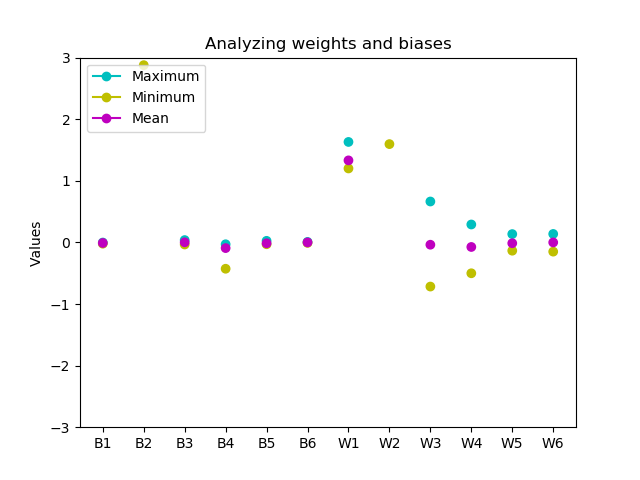 Analyzing weights and biases
Maximum
Minimum
Mean
Values
3
2
1
0
−1
−2
−3
B1 B2 B3 B4 B5 B6 W1 W2 W3 W4 W5 W6